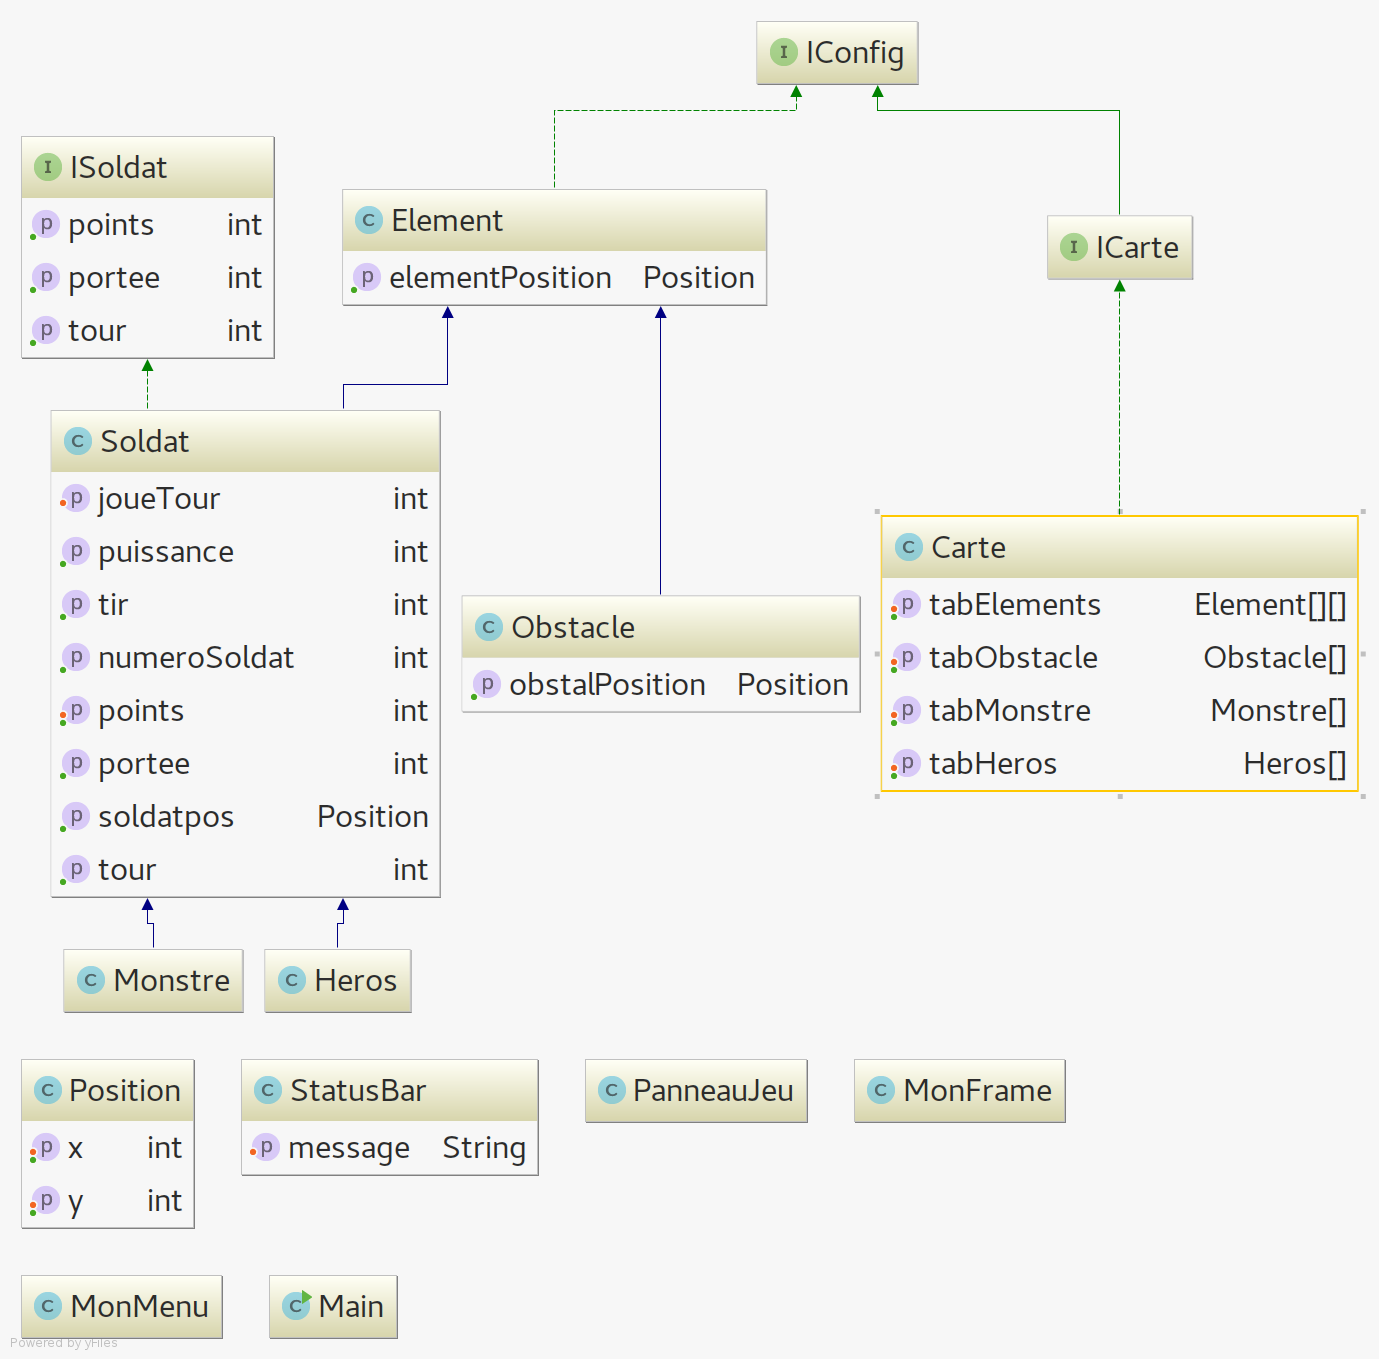 I IConfig
I ISoldat
p points int
p portee int
p tour int
C Element
p elementPosition Position
I ICarte
C Soldat
p joueTour int
p puissance int
p tir int
p numeroSoldat int
p points int
p portee int
p soldatpos Position
p tour int
C Obstacle
p obstalPosition Position
C Carte
p tabElements Element[][]
p tabObstacle Obstacle[]
p tabMonstre Monstre[]
p tabHeros Heros[]
C Monstre
C Heros
C Position
p x int
p y int
C StatusBar
p message String
C PanneauJeu
C MonFrame
C MonMenu
C Main
Powered by yFiles